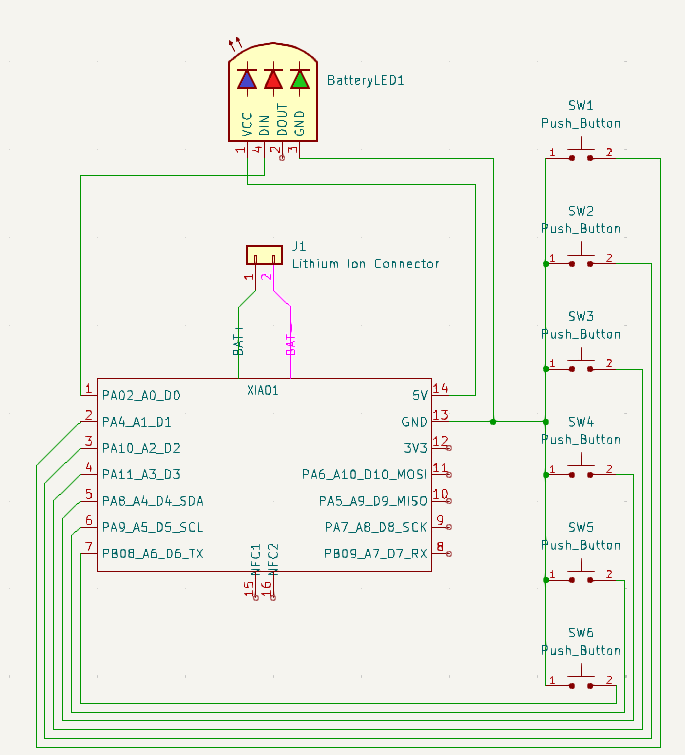 BatteryLED1
VCC DIN DOUT GND
1 4 2 3
SW1
Push_Button
1 2
SW2
Push_Button
1 2
J1
Lithium Ion Connector
1 2
BAT+ BAT-
SW3
Push_Button
1 2
XIAO1
1 PA02_A0_D0 5V 14
2 PA4_A1_D1 GND 13
3 PA10_A2_D2 3V3 12
4 PA11_A3_D3 PA6_A10_D10_MOSI 11
5 PA8_A4_D4_SDA PA5_A9_D9_MISO 10
6 PA9_A5_D5_SCL PA7_A8_D8_SCK 9
7 PB08_A6_D6_TX PB09_A7_D7_RX 8
NFC1 NFC2
15 16
SW4
Push_Button
1 2
SW5
Push_Button
1 2
SW6
Push_Button
1 2